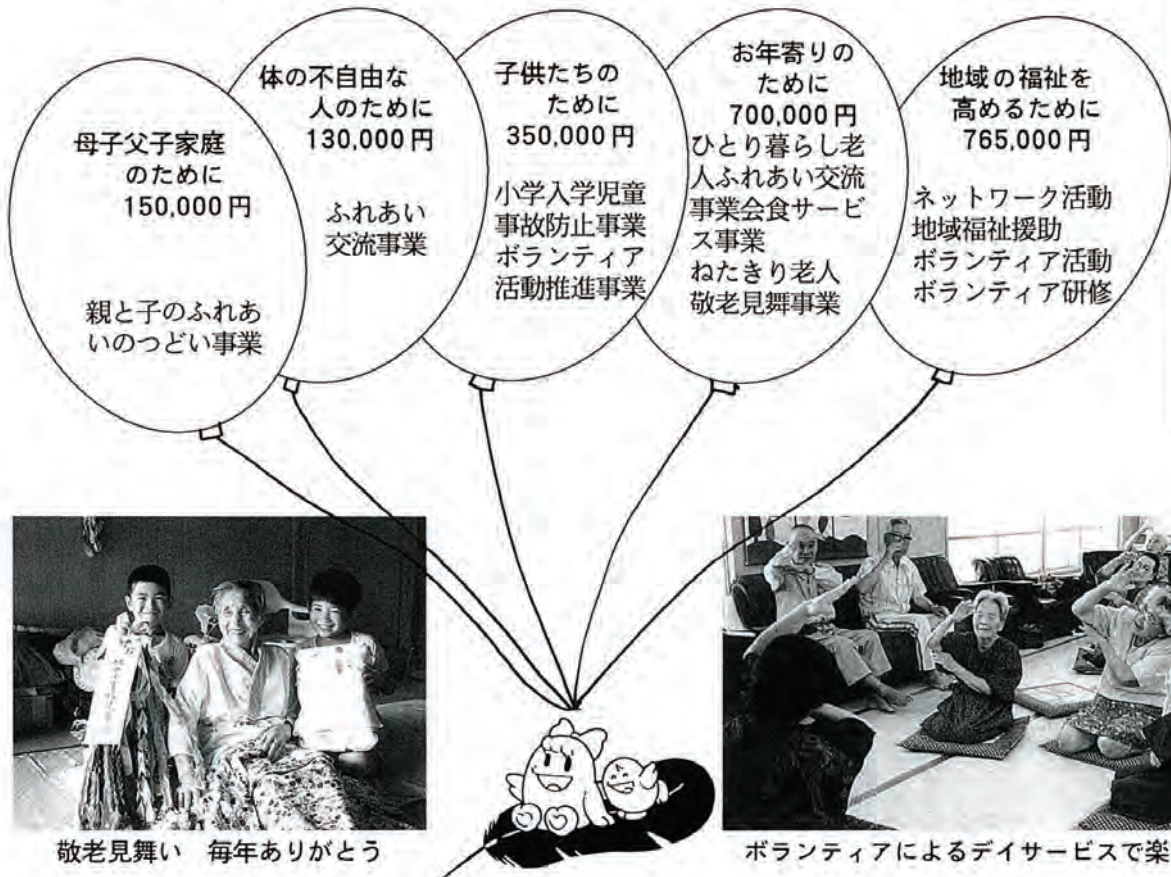 母子父子家庭
のために
150,000円
親と子のふれあ
いのつどい事業
体の不自由な
人のために
130,000円
ふれあい
交流事業
子供たちの
ために
350,000円
小学入学児童
事故防止事業
ボランティア
活動推進事業
お年寄りの
ために
700,000円
ひとり暮らし老
人ふれあい交流
事業会食サービ
ス事業
ねたきり老人
敬老見舞事業
地域の福祉を
高めるために
765,000円
ネットワーク活動
地域福祉援助
ボランティア活動
ボランティア研修
敬老見舞い 毎年ありがとう
ボランティアによるデイサービスで楽